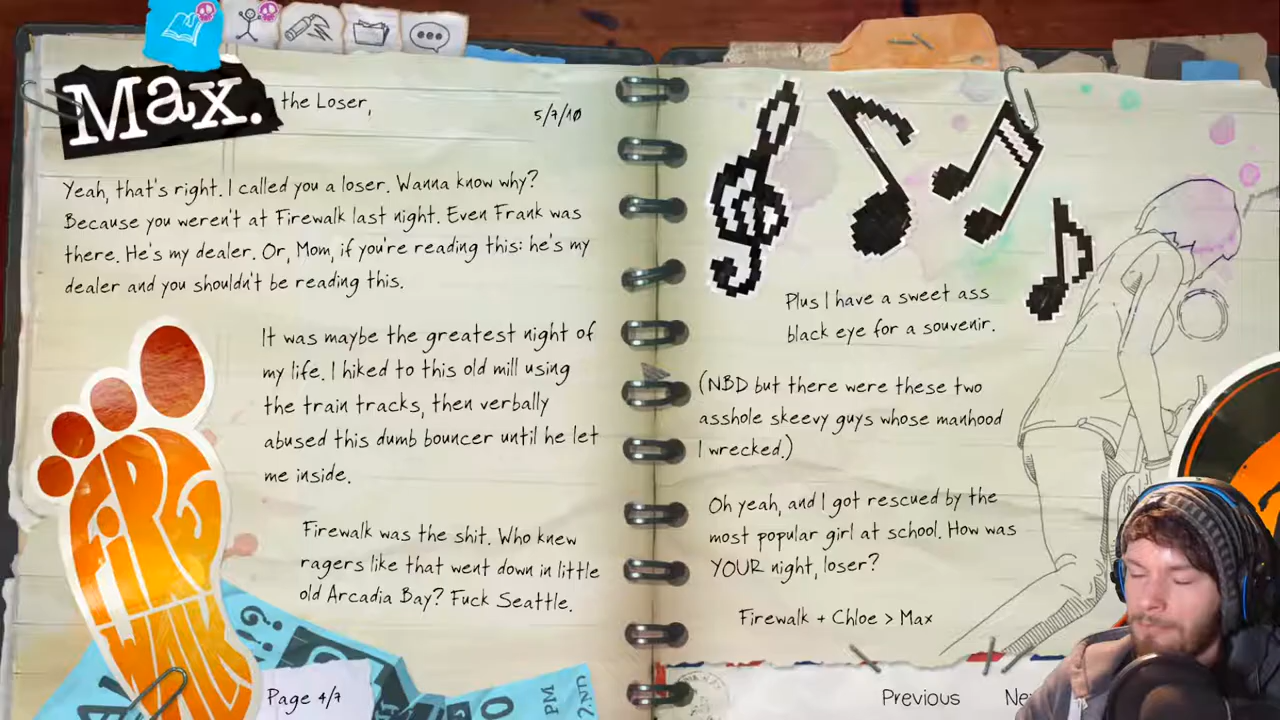 Max. the Loser,
5/7/10
Yeah, that's right. I called you a loser. Wanna know why?
Because you weren't at Firewalk last night. Even Frank was
there. He's my dealer. Or, Mom, if you're reading this: he's my
dealer and you shouldn't be reading this.
It was maybe the greatest night of
my life. I hiked to this old mill using
the train tracks, then verbally
abused this dumb bouncer until he let
me inside.
Firewalk was the shit. Who knew
ragers like that went down in little
old Arcadia Bay? Fuck Seattle.
FIRE
WALK
PM
Page 4/7
Plus I have a sweet ass
black eye for a souvenir.
(NBD but there were these two
asshole skeevy guys whose manhood
I wrecked.)
Oh yeah, and I got rescued by the
most popular girl at school. How was
YOUR night, loser?
Firewalk + Chloe > Max
Previous